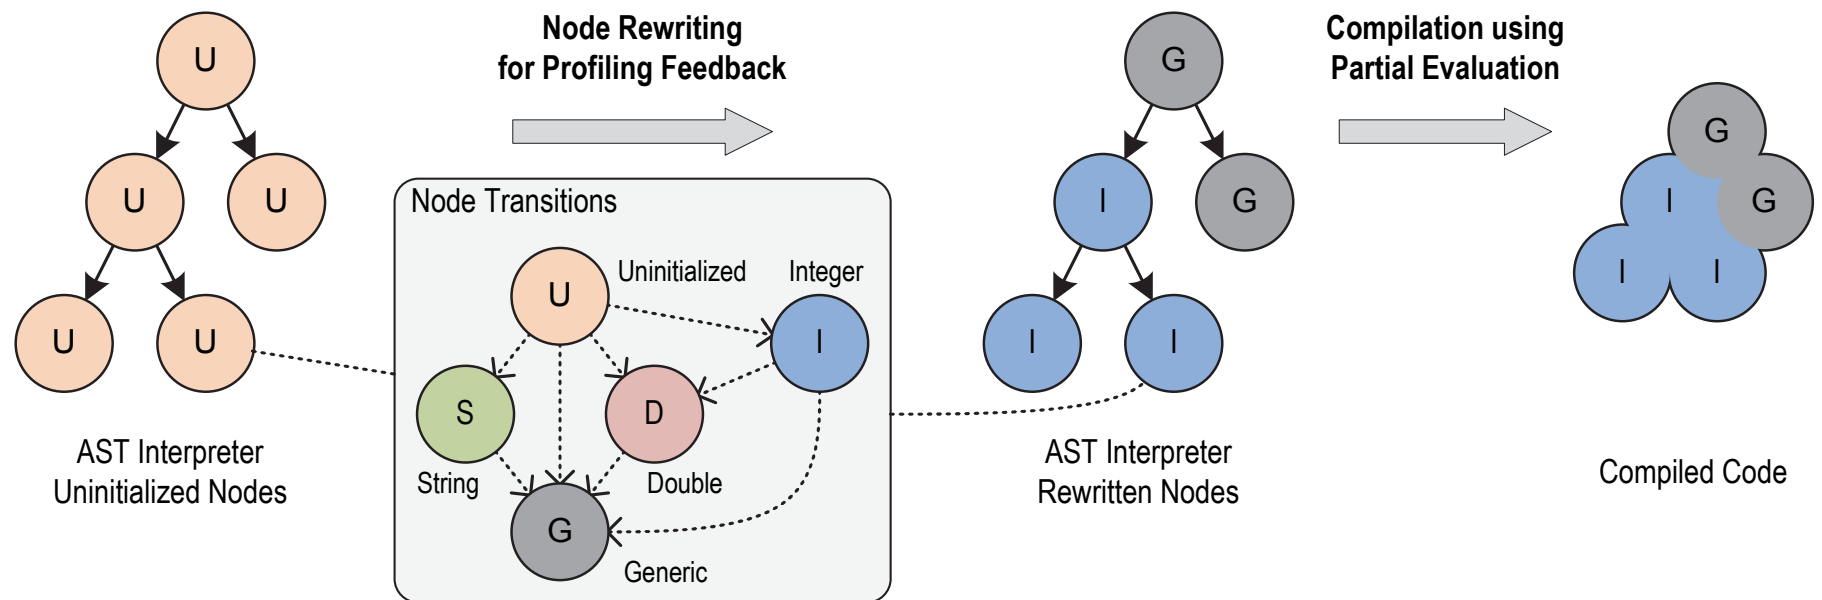 Node Rewriting
for Profiling Feedback
Compilation using
Partial Evaluation
U
U
U
U
U
AST Interpreter
Uninitialized Nodes
Node Transitions
U
Uninitialized
Integer
I
S
D
String
Double
G
Generic
G
I
G
I
I
AST Interpreter
Rewritten Nodes
G
I
G
I
I
Compiled Code